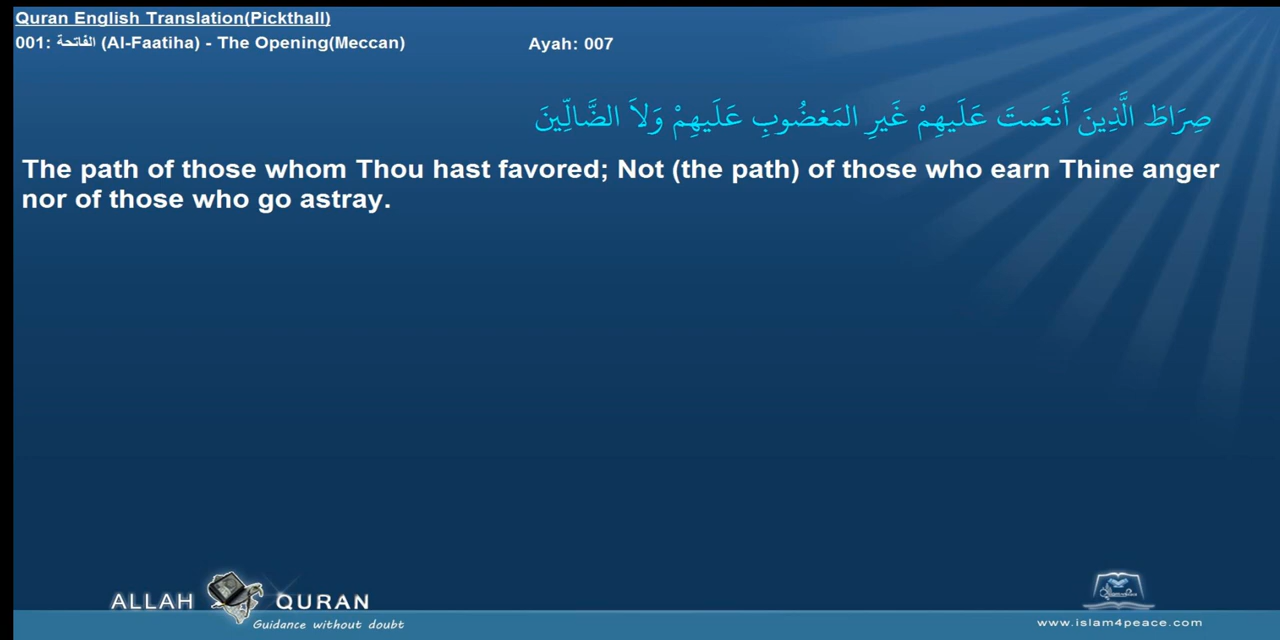 Quran English Translation(Pickthall)
001: الفاتحة (Al-Faatiha) - The Opening(Meccan) Ayah: 007
صِرَاطَ الَّذِينَ أَنعَمتَ عَلَيهِمْ غَيرِ المَغضُوبِ عَلَيهِمْ وَلاَ الضَّالِّينَ
The path of those whom Thou hast favored; Not (the path) of those who earn Thine anger
nor of those who go astray.
ALLAH QURAN
Guidance without doubt
www.islam4peace.com